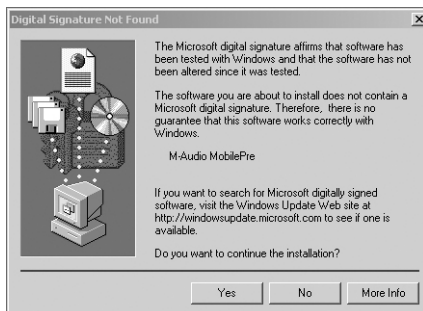 Digital Signature Not Found
The Microsoft digital signature affirms that software has
been tested with Windows and that the software has not
been altered since it was tested.
The software you are about to install does not contain a
Microsoft digital signature. Therefore, there is no
guarantee that this software works correctly with
Windows.
M-Audio MobilePre
If you want to search for Microsoft digitally signed
software, visit the Windows Update Web site at
http://windowsupdate.microsoft.com to see if one is
available.
Do you want to continue the installation?
Yes
No
More Info